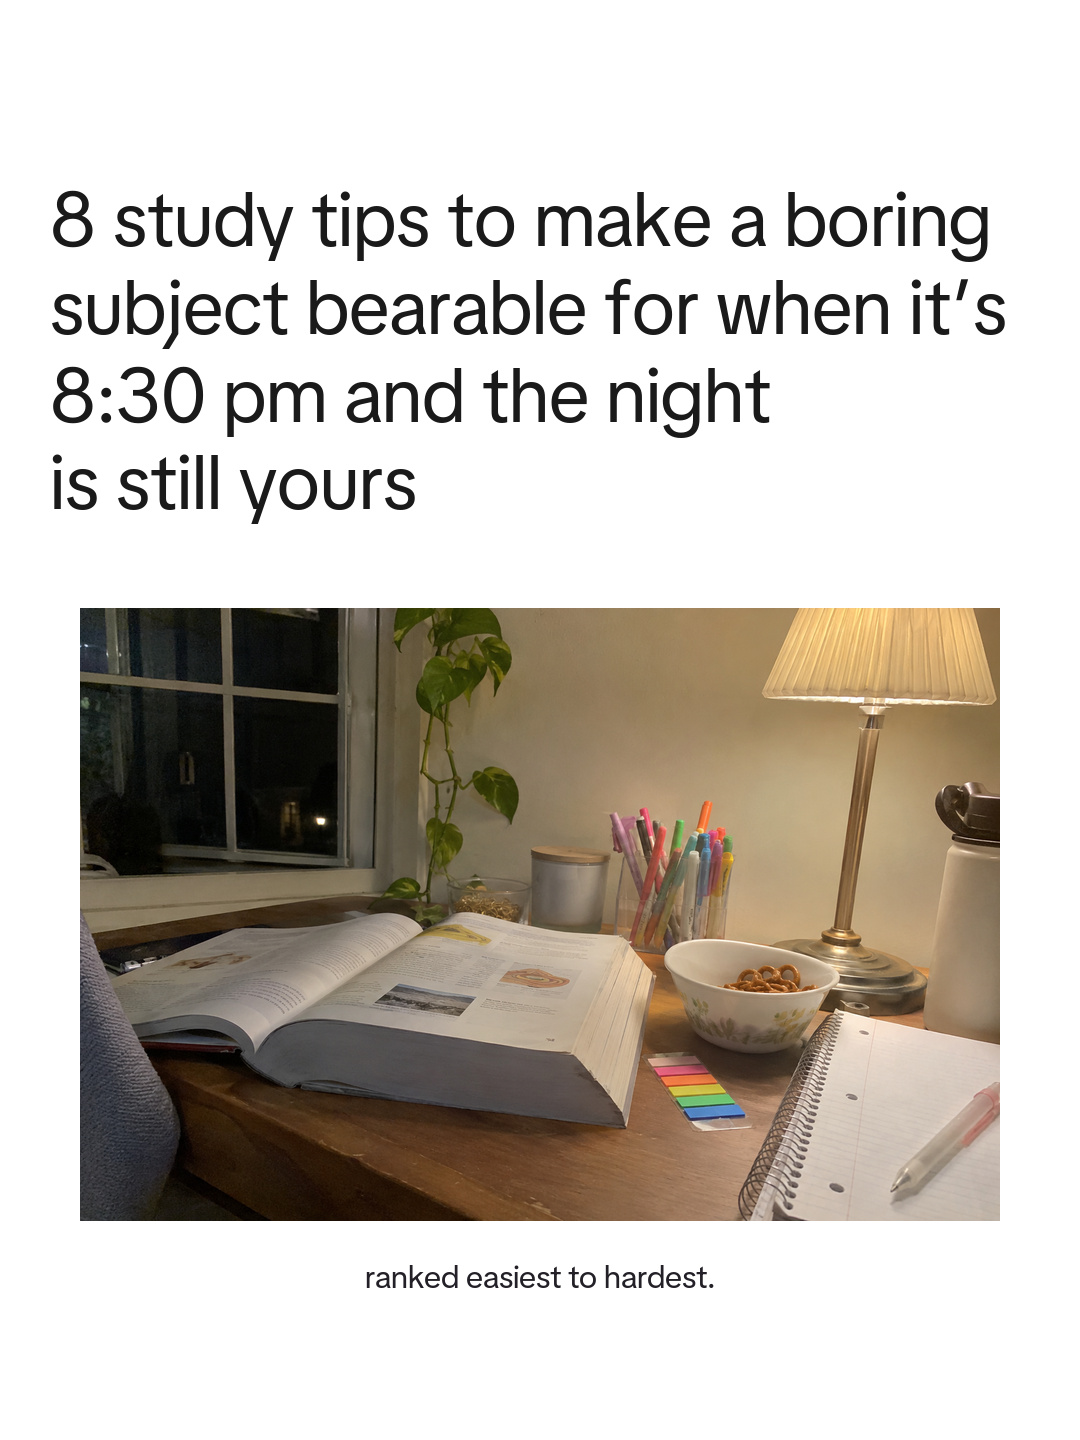 8 study tips to make a boring
subject bearable for when it’s
8:30 pm and the night
is still yours
ranked easiest to hardest.